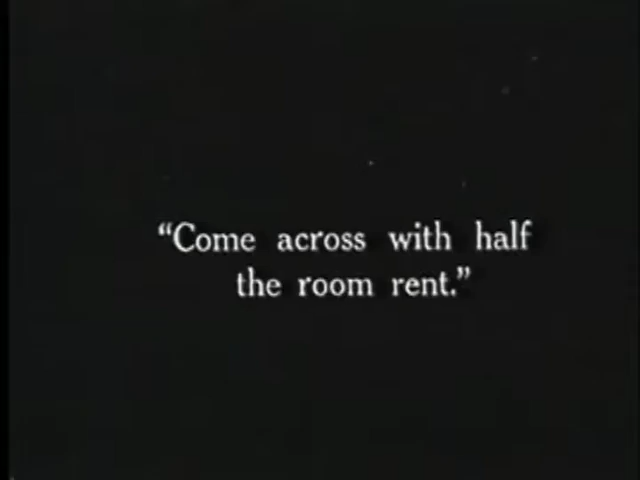 “Come across with half
the room rent.”